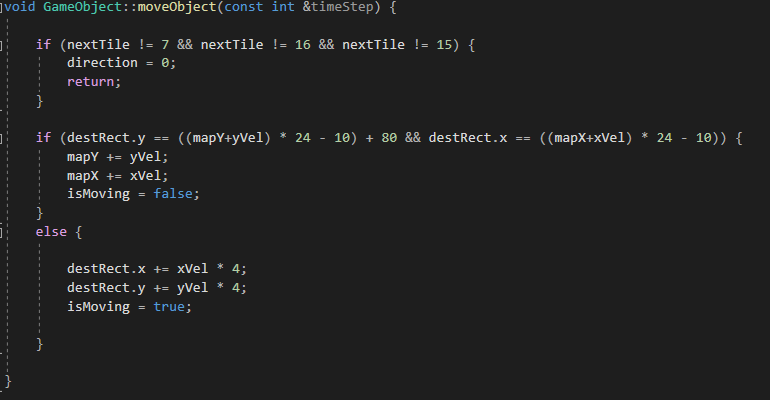 void GameObject::moveObject(const int &timeStep) {
if (nextTile != 7 && nextTile != 16 && nextTile != 15) {
direction = 0;
return;
}
if (destRect.y == ((mapY+yVel) * 24 - 10) + 80 && destRect.x == ((mapX+xVel) * 24 - 10)) {
mapY += yVel;
mapX += xVel;
isMoving = false;
}
else {
destRect.x += xVel * 4;
destRect.y += yVel * 4;
isMoving = true;
}
}